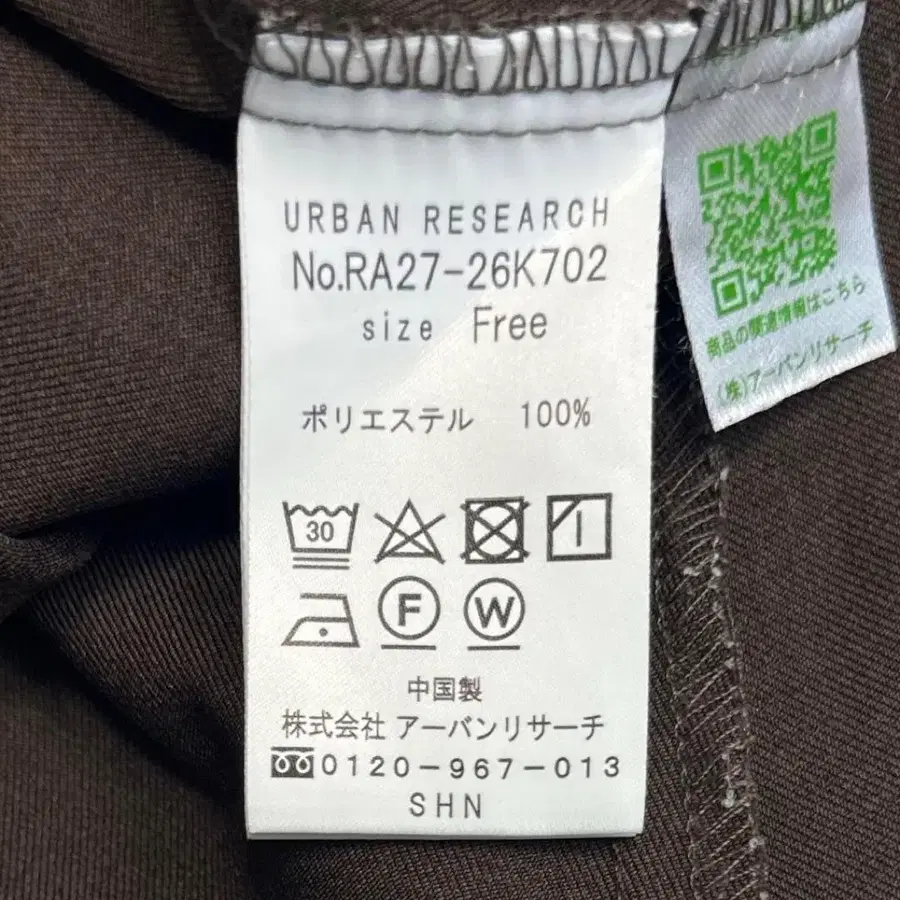 URBAN RESEARCH
No.RA27-26K702
size Free
ポリエステル 100%
30
F W
中国製
株式会社 アーバンリサーチ
0120-967-013
SHN
商品の関連情報はこちら
(株)アーバンリサーチ